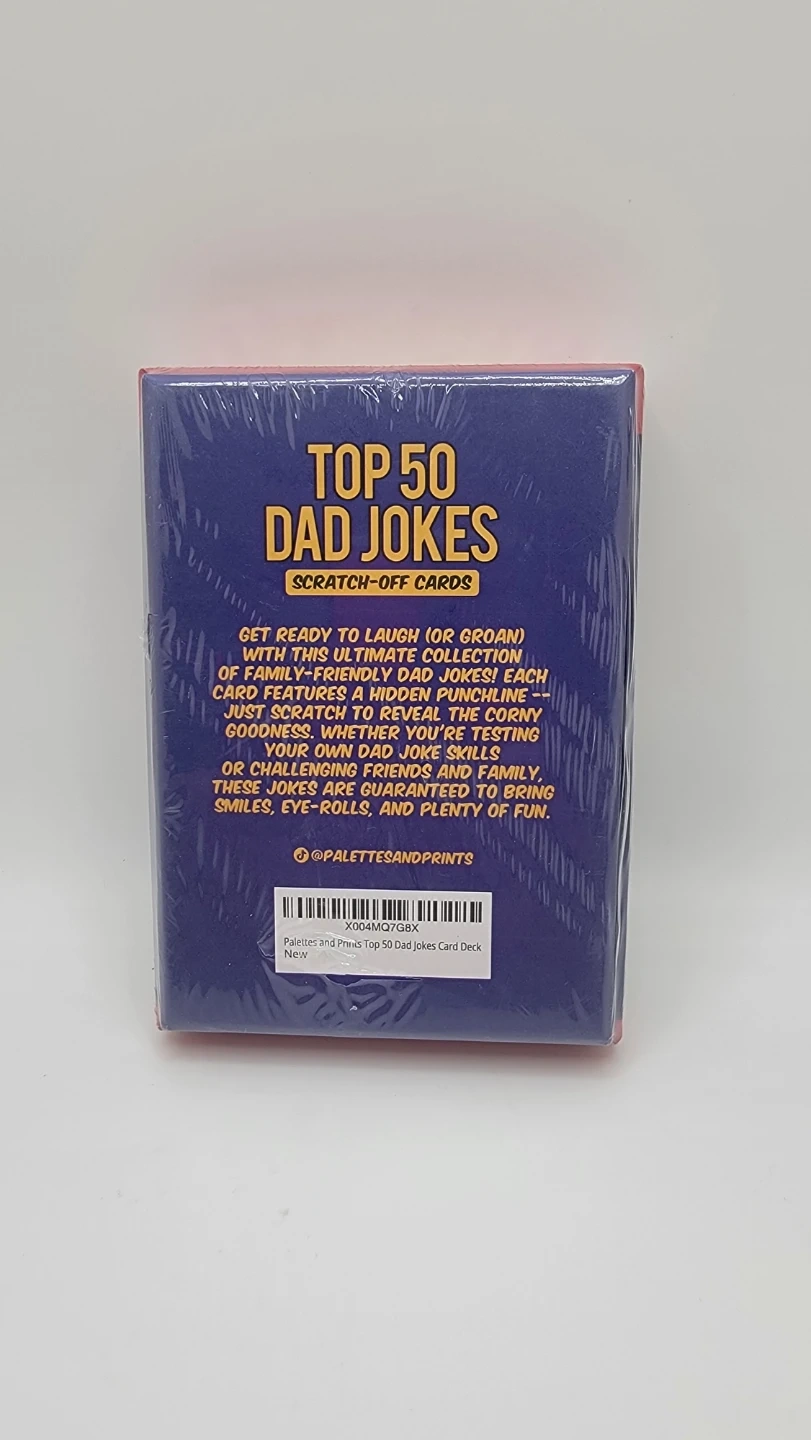 TOP 50
DAD JOKES
SCRATCH-OFF CARDS
GET READY TO LAUGH (OR GROAN)
WITH THIS ULTIMATE COLLECTION
OF FAMILY-FRIENDLY DAD JOKES! EACH
CARD FEATURES A HIDDEN PUNCHLINE --
JUST SCRATCH TO REVEAL THE CORNY
GOODNESS. WHETHER YOU'RE TESTING
YOUR OWN DAD JOKE SKILLS
OR CHALLENGING FRIENDS AND FAMILY,
THESE JOKES ARE GUARANTEED TO BRING
SMILES, EYE-ROLLS, AND PLENTY OF FUN.
@PALETTESANDPRINTS
X004MQ7G8X
Palettes and Prints Top 50 Dad Jokes Card Deck
New